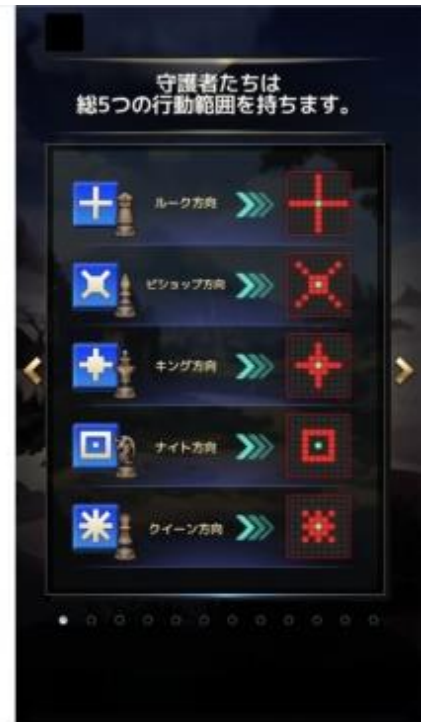 守護者たちは
総5つの行動範囲を持ちます。
ルーク方向
ビショップ方向
キング方向
ナイト方向
クイーン方向